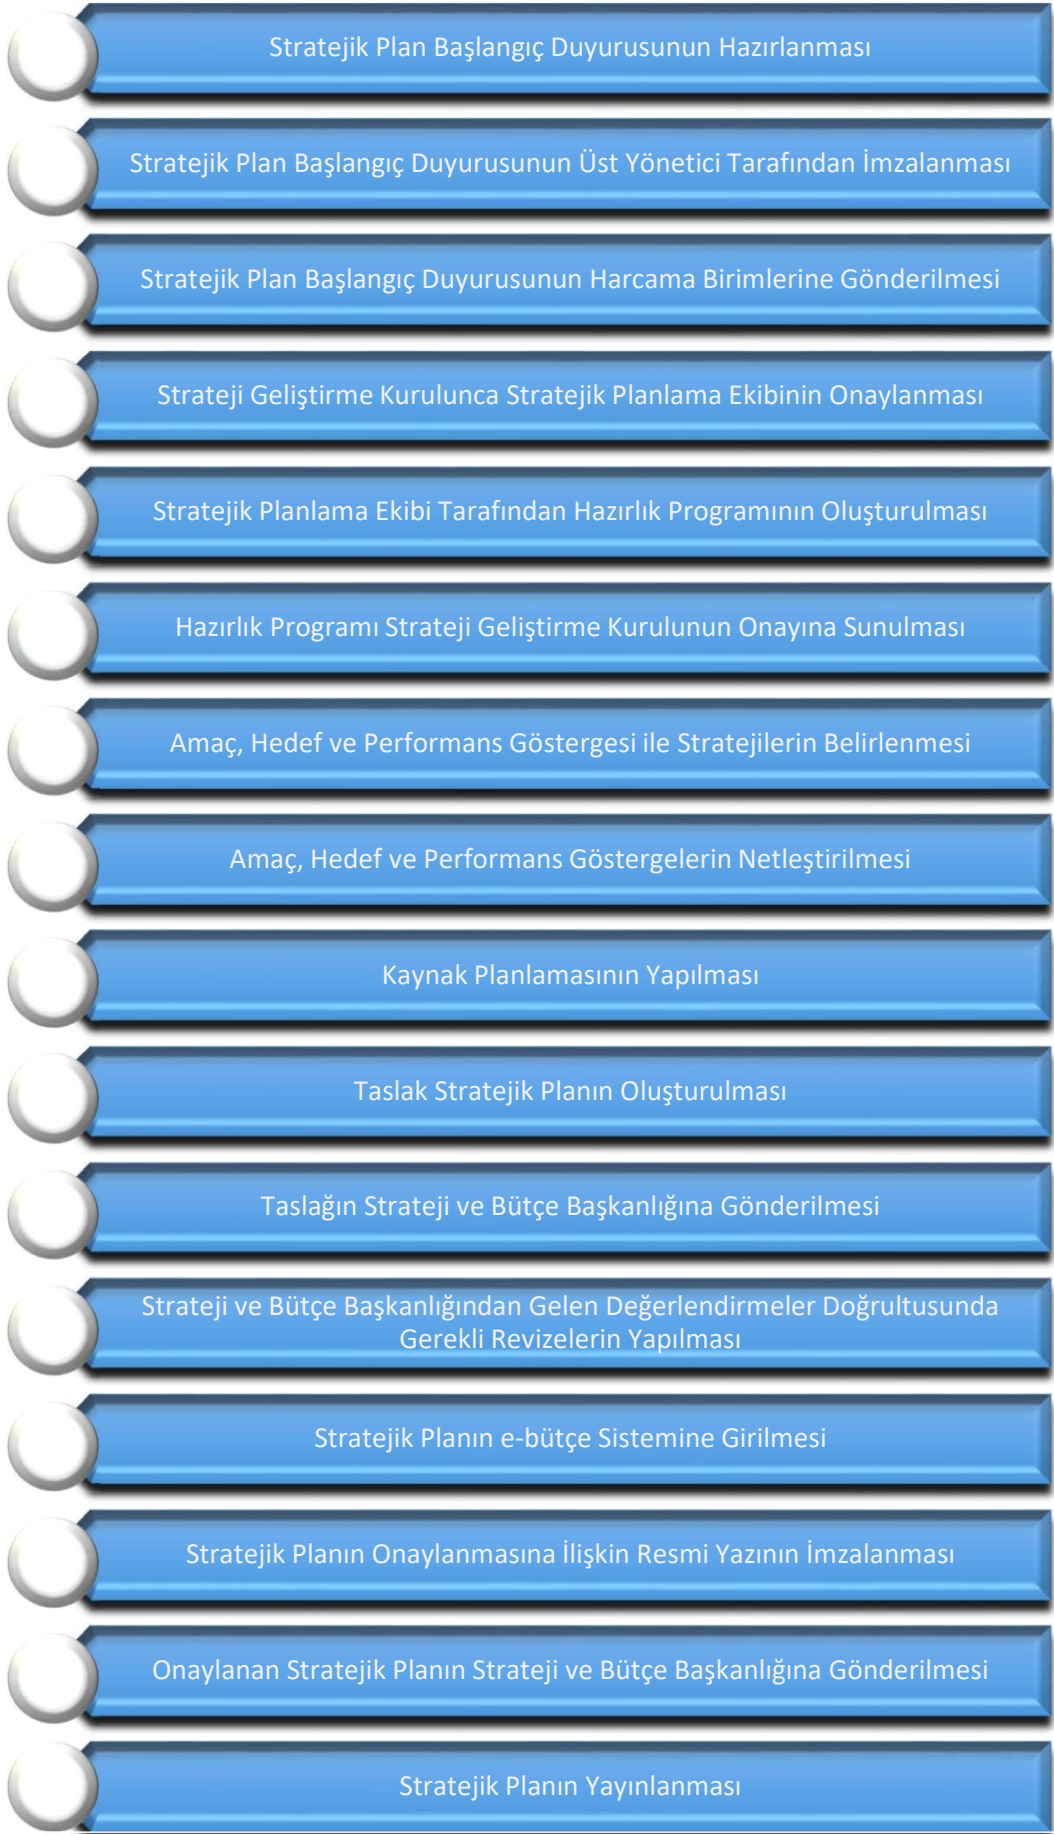 Stratejik Plan Başlangıç Duyurusunun Hazırlanması
Stratejik Plan Başlangıç Duyurusunun Üst Yönetici Tarafından İmzalanması
Stratejik Plan Başlangıç Duyurusunun Harcama Birimlerine Gönderilmesi
Strateji Geliştirme Kurulunca Stratejik Planlama Ekibinin Onaylanması
Stratejik Planlama Ekibi Tarafından Hazırlık Programının Oluşturulması
Hazırlık Programı Strateji Geliştirme Kurulunun Onayına Sunulması
Amaç, Hedef ve Performans Göstergesi ile Stratejilerin Belirlenmesi
Amaç, Hedef ve Performans Göstergelerin Netleştirilmesi
Kaynak Planlamasının Yapılması
Taslak Stratejik Planın Oluşturulması
Taslağın Strateji ve Bütçe Başkanlığına Gönderilmesi
Strateji ve Bütçe Başkanlığından Gelen Değerlendirmeler Doğrultusunda
Gerekli Revizelerin Yapılması
Stratejik Planın e-bütçe Sistemine Girilmesi
Stratejik Planın Onaylanmasına İlişkin Resmi Yazının İmzalanması
Onaylanan Stratejik Planın Strateji ve Bütçe Başkanlığına Gönderilmesi
Stratejik Planın Yayınlanması